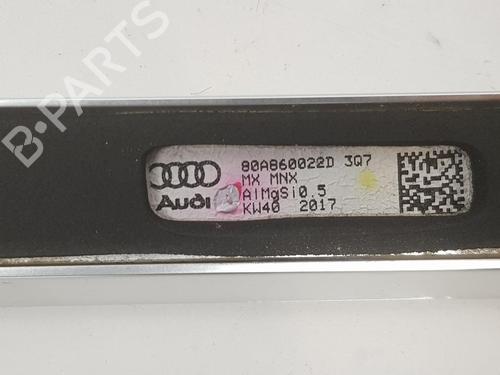 B-PARTS
80A860022D 3Q7
MX MNX
AlMgSi0.5
KW40 2017
Audi